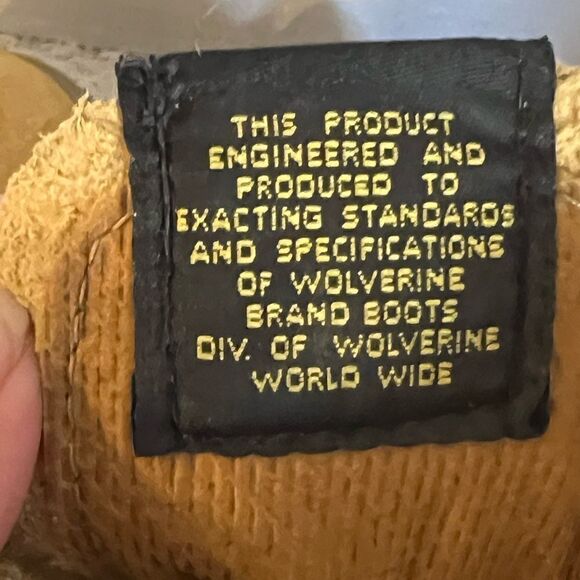 THIS PRODUCT
ENGINEERED AND
PRODUCED TO
EXACTING STANDARDS
AND SPECIFICATIONS
OF WOLVERINE
BRAND BOOTS
DIV. OF WOLVERINE
WORLD WIDE